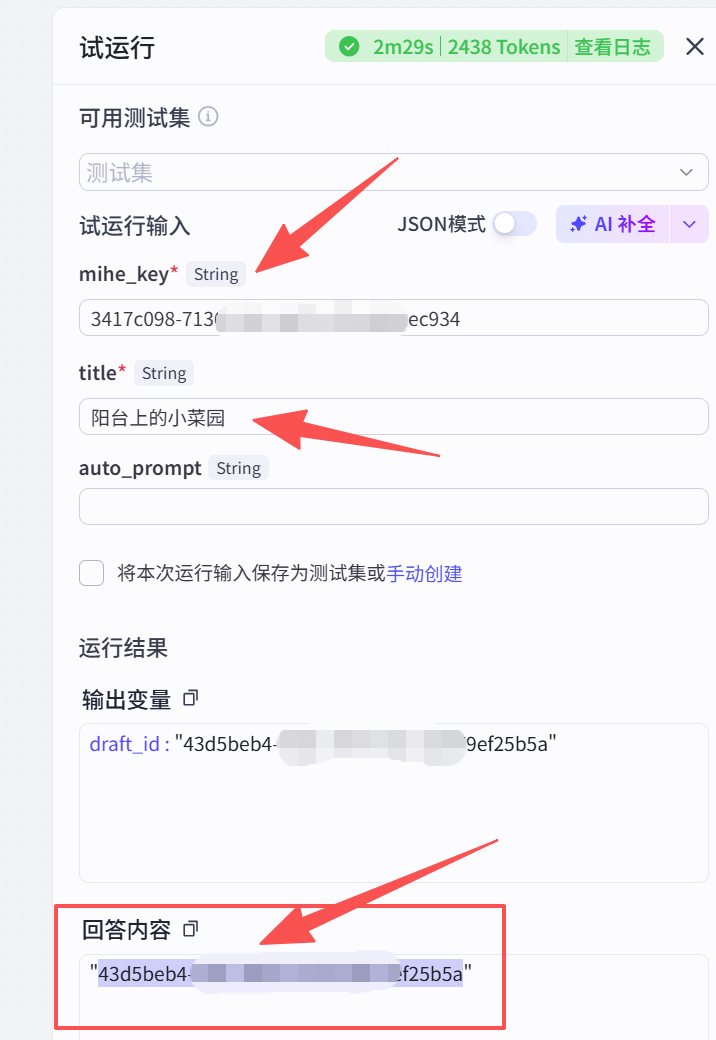 试运行
2m29s | 2438 Tokens | 查看日志
可用测试集
测试集
试运行输入 JSON模式 AI 补全
mihe_key* String
3417c098-713 ec934
title* String
阳台上的小菜园
auto_prompt String
将本次运行输入保存为测试集或手动创建
运行结果
输出变量
draft_id : "43d5beb4- 9ef25b5a"
回答内容
"43d5beb4- ef25b5a"